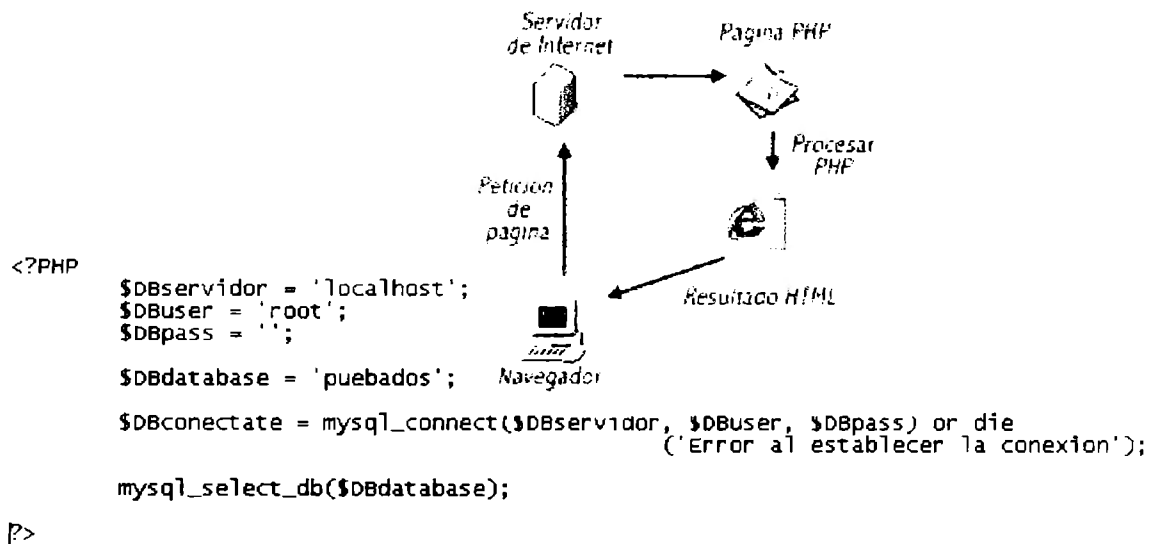 Servidor
de Internet
Pagina PHP
Procesar
PHP
Peticion
de
pagina
Resultado HTML
Navegador
<?PHP
$DBservidor = 'localhost';
$DBuser = 'root';
$DBpass = '';
$DBdatabase = 'puebados';
$DBconectate = mysql_connect($DBservidor, $DBuser, $DBpass) or die
('Error al establecer la conexion');
mysql_select_db($DBdatabase);
?>